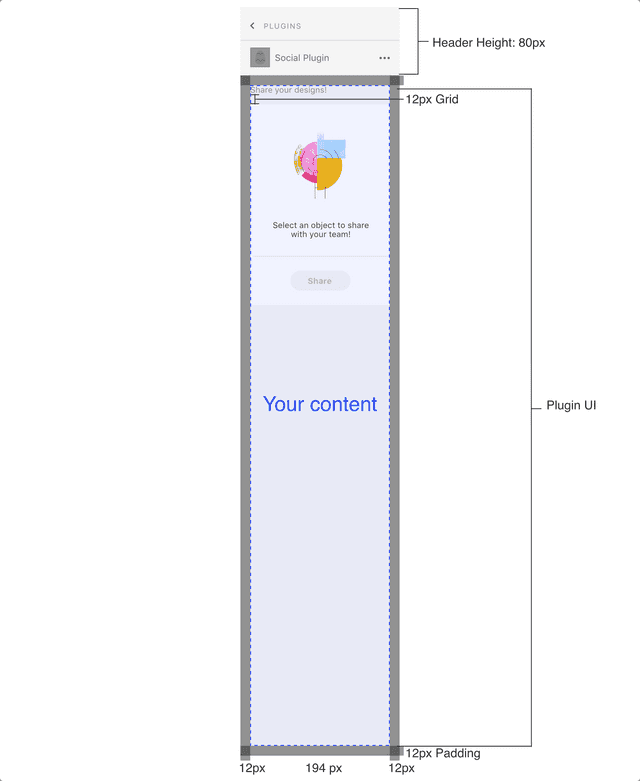 PLUGINS
Header Height: 80px
Social Plugin
Share your designs!
12px Grid
Select an object to share
with your team!
Share
Your content
Plugin UI
12px Padding
12px
194 px
12px